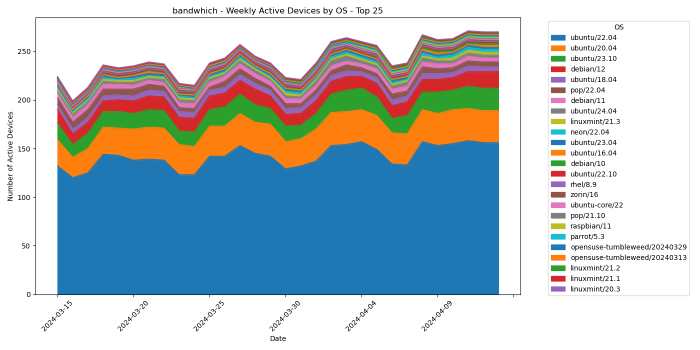 bandwhich - Weekly Active Devices by OS - Top 25
Number of Active Devices
250
200
150
100
50
0
2024-03-15
2024-03-20
2024-03-25
2024-03-30
2024-04-04
2024-04-09
Date
OS
ubuntu/22.04
ubuntu/20.04
ubuntu/23.10
debian/12
ubuntu/18.04
pop/22.04
debian/11
ubuntu/24.04
linuxmint/21.3
neon/22.04
ubuntu/23.04
ubuntu/16.04
debian/10
ubuntu/22.10
rhel/8.9
zorin/16
ubuntu-core/22
pop/21.10
raspbian/11
parrot/5.3
opensuse-tumbleweed/20240329
opensuse-tumbleweed/20240313
linuxmint/21.2
linuxmint/21.1
linuxmint/20.3